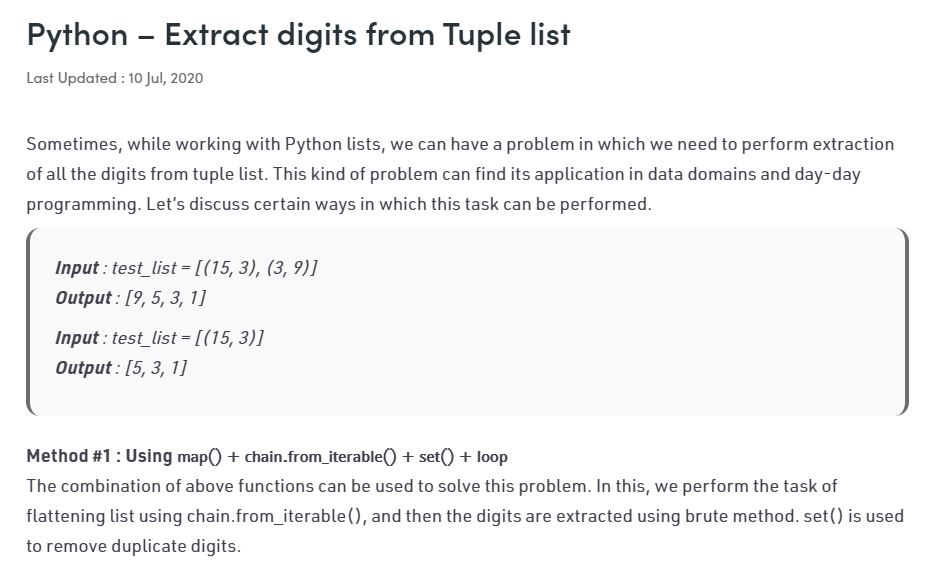 Python – Extract digits from Tuple list
Last Updated : 10 Jul, 2020
Sometimes, while working with Python lists, we can have a problem in which we need to perform extraction
of all the digits from tuple list. This kind of problem can find its application in data domains and day-day
programming. Let’s discuss certain ways in which this task can be performed.
Input : test_list = [(15, 3), (3, 9)]
Output : [9, 5, 3, 1]
Input : test_list = [(15, 3)]
Output : [5, 3, 1]
Method #1 : Using map() + chain.from_iterable() + set() + loop
The combination of above functions can be used to solve this problem. In this, we perform the task of
flattening list using chain.from_iterable(), and then the digits are extracted using brute method. set() is used
to remove duplicate digits.